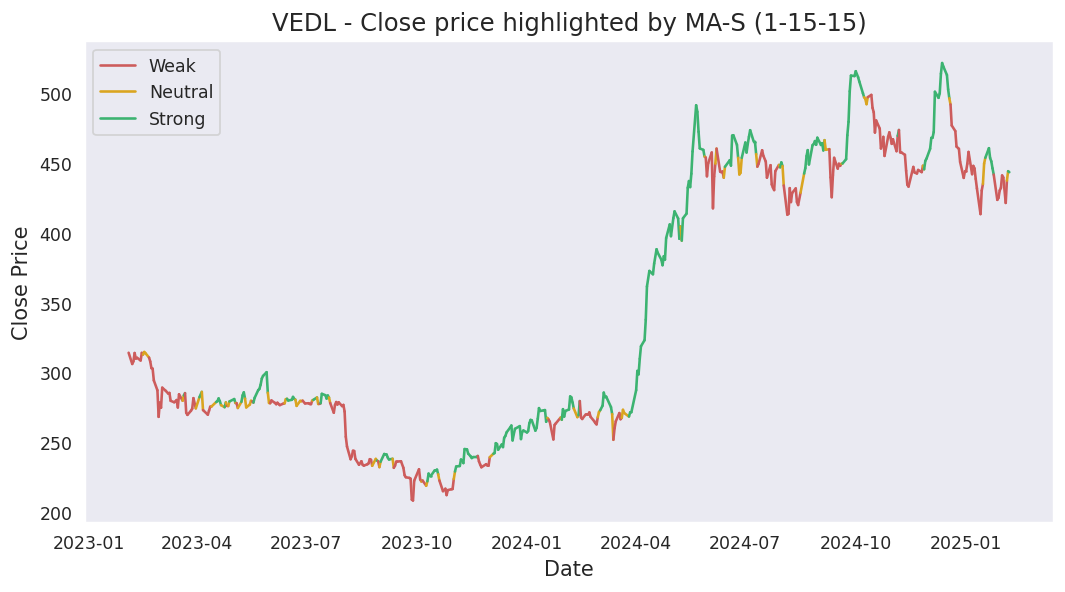 VEDL - Close price highlighted by MA-S (1-15-15)
Weak
Neutral
Strong
Close Price
500
450
400
350
300
250
200
2023-01 2023-04 2023-07 2023-10 2024-01 2024-04 2024-07 2024-10 2025-01
Date